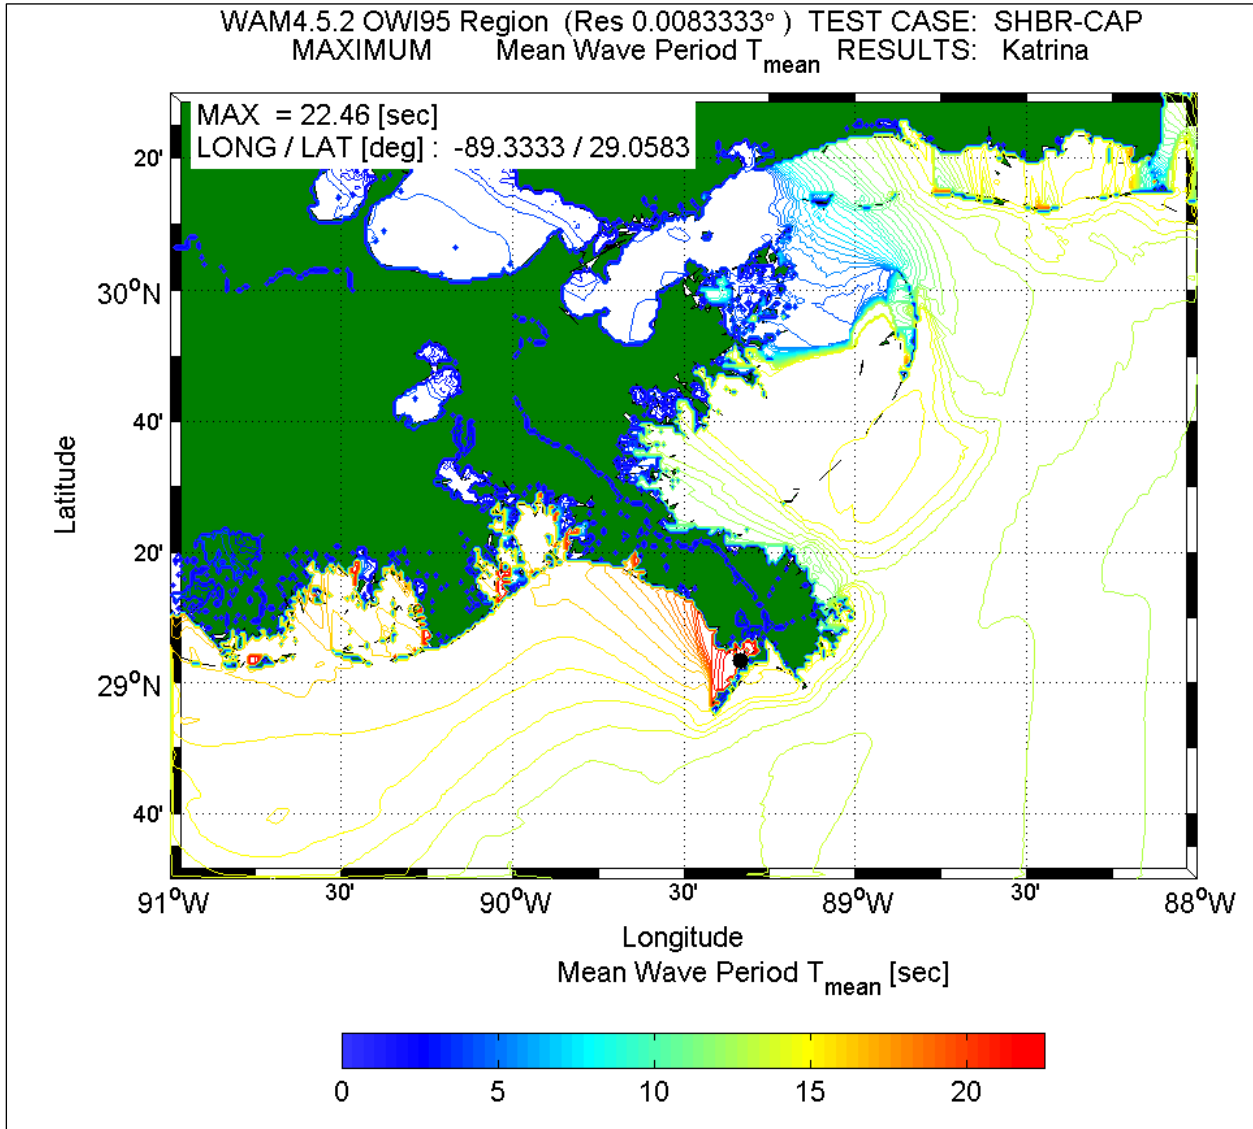 WAM4.5.2 OWI95 Region (Res 0.0083333° ) TEST CASE: SHBR-CAP
MAXIMUM Mean Wave Period Tmean RESULTS: Katrina
MAX = 22.46 [sec]
LONG / LAT [deg] : -89.3333 / 29.0583
20'
30°N
40'
20'
29°N
40'
Latitude
91°W 30' 90°W 30' 89°W 30' 88°W
Longitude
Mean Wave Period Tmean [sec]
0 5 10 15 20